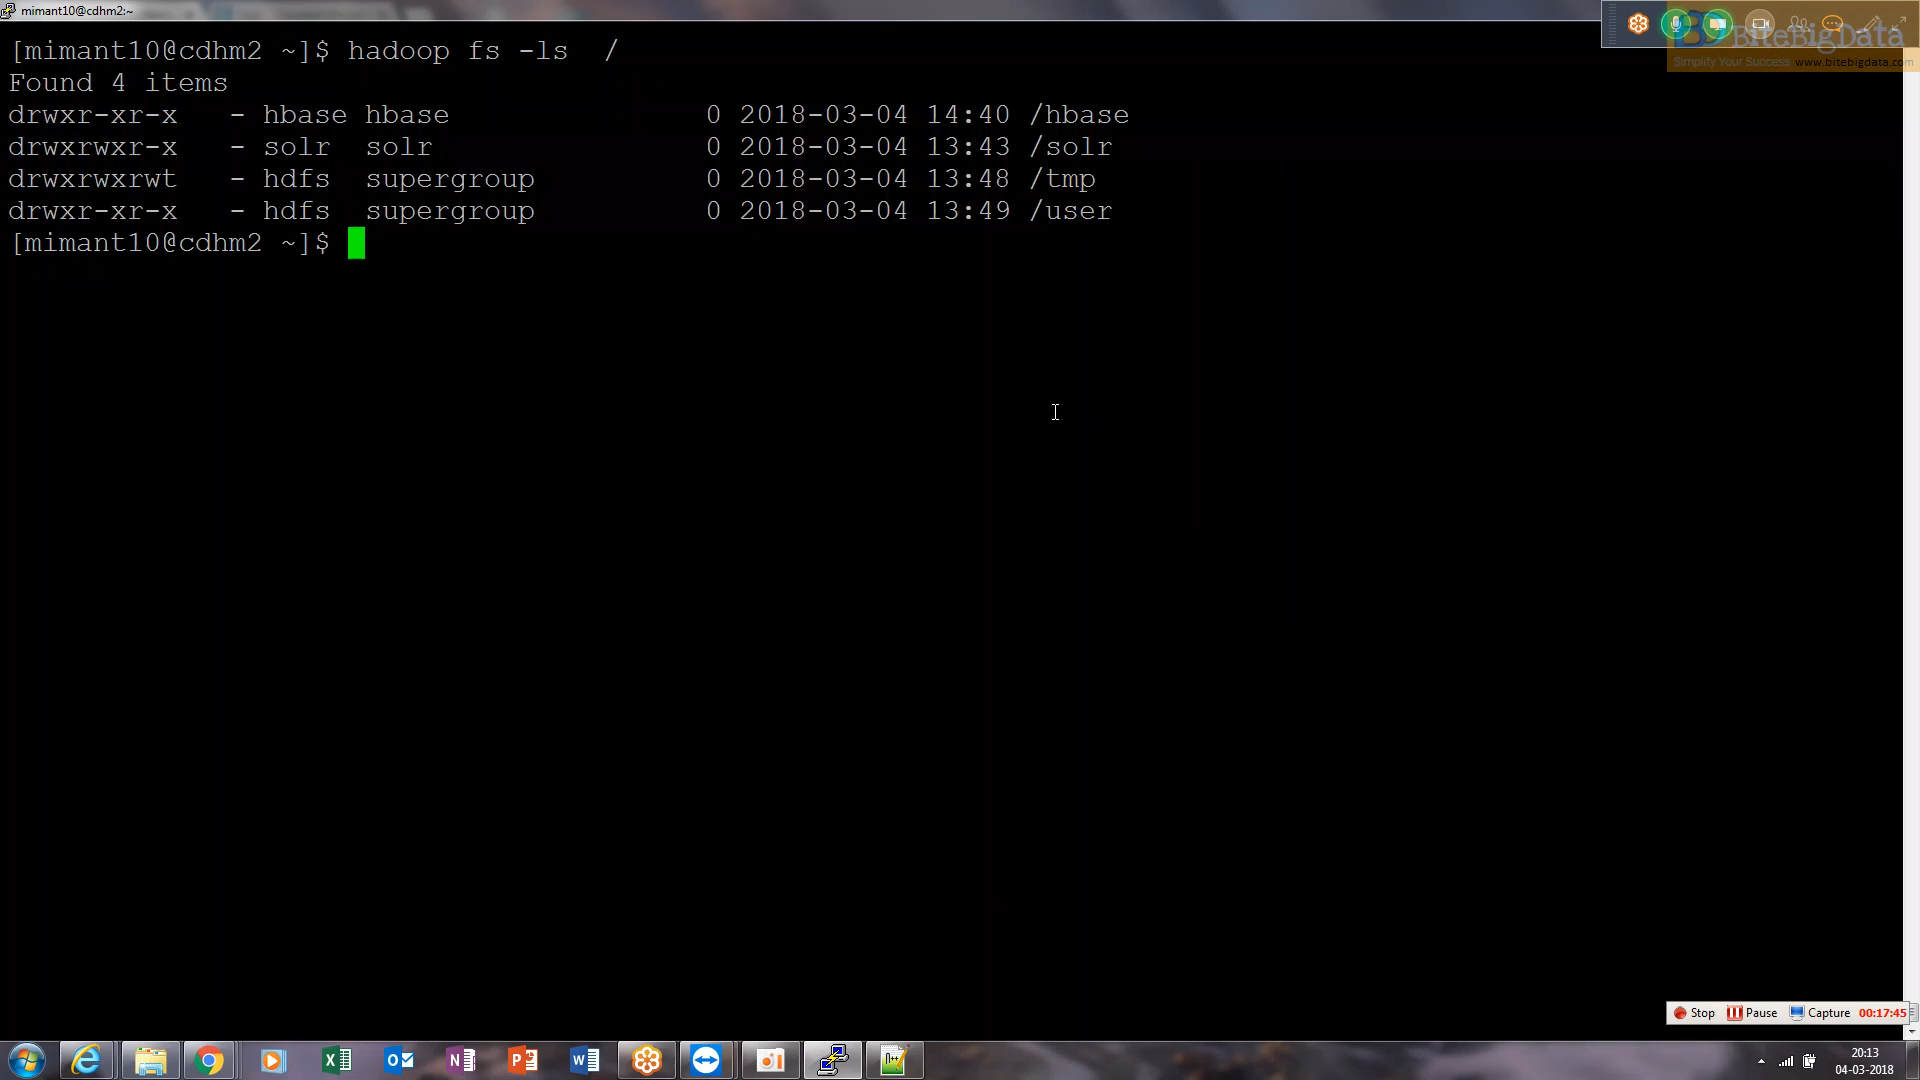 mimant10@cdhm2:~
[mimant10@cdhm2 ~]$ hadoop fs -ls  /
Found 4 items
drwxr-xr-x   - hbase hbase               0 2018-03-04 14:40 /hbase
drwxrwxr-x   - solr  solr                0 2018-03-04 13:43 /solr
drwxrwxrwt   - hdfs  supergroup          0 2018-03-04 13:48 /tmp
drwxr-xr-x   - hdfs  supergroup          0 2018-03-04 13:49 /user
[mimant10@cdhm2 ~]$
BiteBigData
Simplify Your Success www.bitebigdata.com
Stop Pause Capture 00:17:45
20:13
04-03-2018